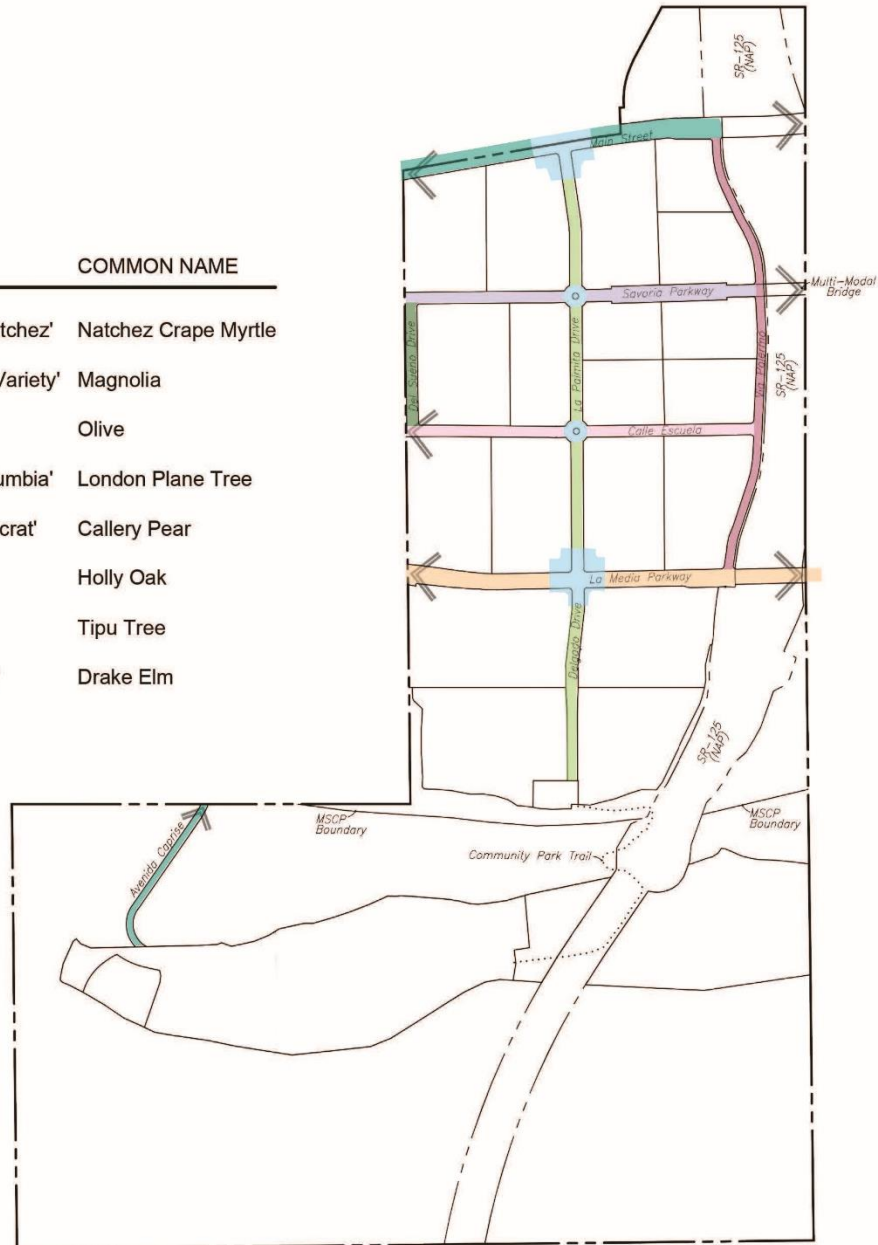 SR-125
(NAP)
Main Street
COMMON NAME
tchez' Natchez Crape Myrtle
Variety' Magnolia
Olive
umbia' London Plane Tree
crat' Callery Pear
Holly Oak
Tipu Tree
' Drake Elm
Savoria Parkway
Multi-Modal
Bridge
Del Sueno Drive
La Palmita Drive
Via Palermo
SR-125
(NAP)
Calle Escuela
La Media Parkway
Delgado Drive
SR-125
(NAP)
MSCP
Boundary
MSCP
Boundary
Avenida Caprise
Community Park Trail